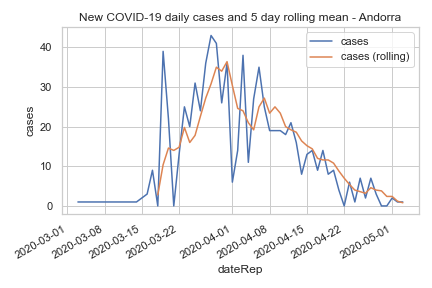 New COVID-19 daily cases and 5 day rolling mean - Andorra
cases
cases (rolling)
cases
40
30
20
10
0
2020-03-01
2020-03-08
2020-03-15
2020-03-22
2020-04-01
2020-04-08
2020-04-15
2020-04-22
2020-05-01
dateRep